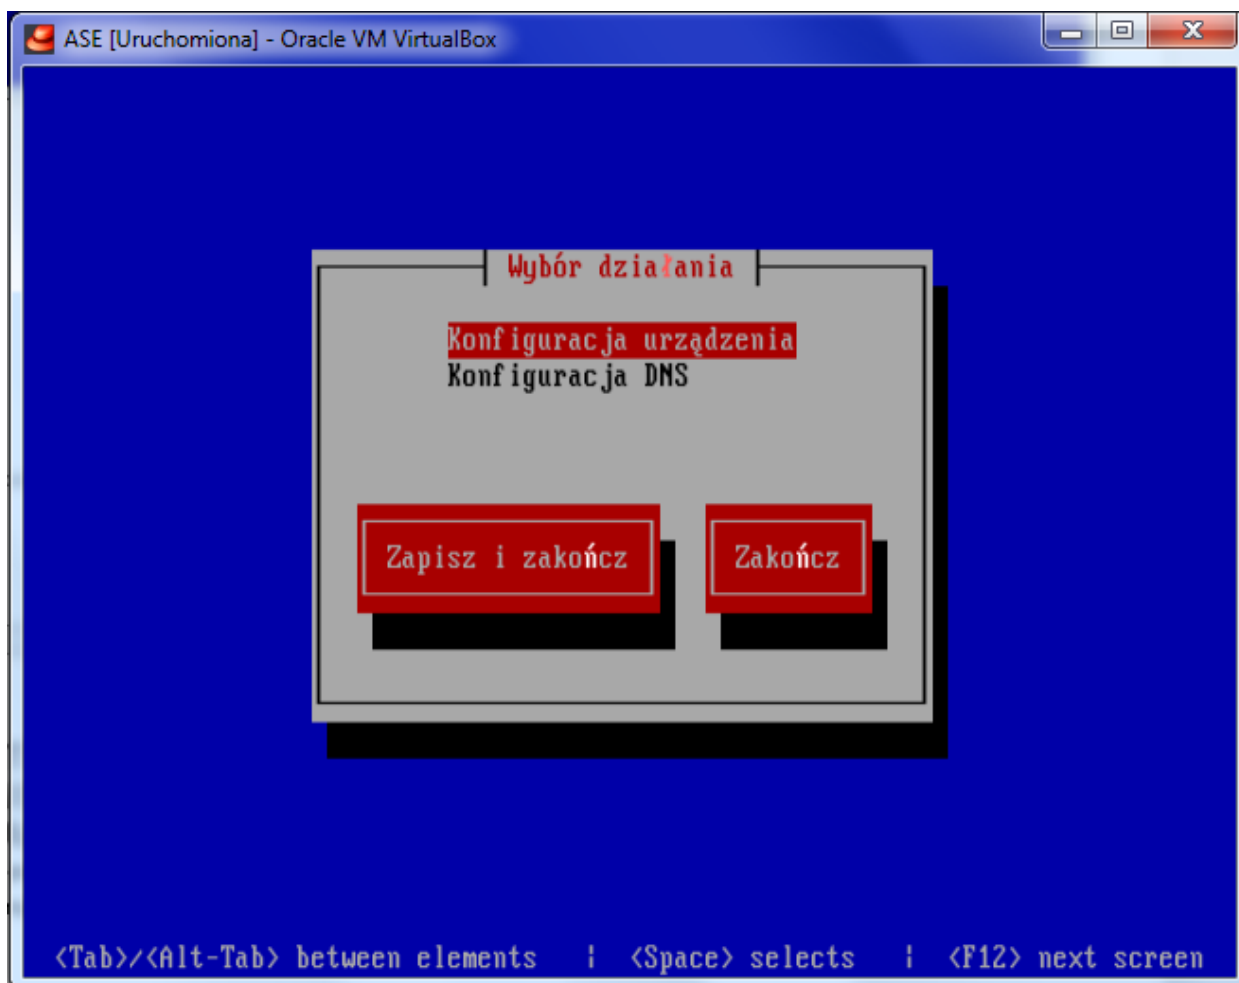 ASE [Uruchomiona] - Oracle VM VirtualBox
Wybór działania
Konfiguracja urządzenia
Konfiguracja DNS
Zapisz i zakończ
Zakończ
<Tab>/<Alt-Tab> between elements | <Space> selects | <F12> next screen